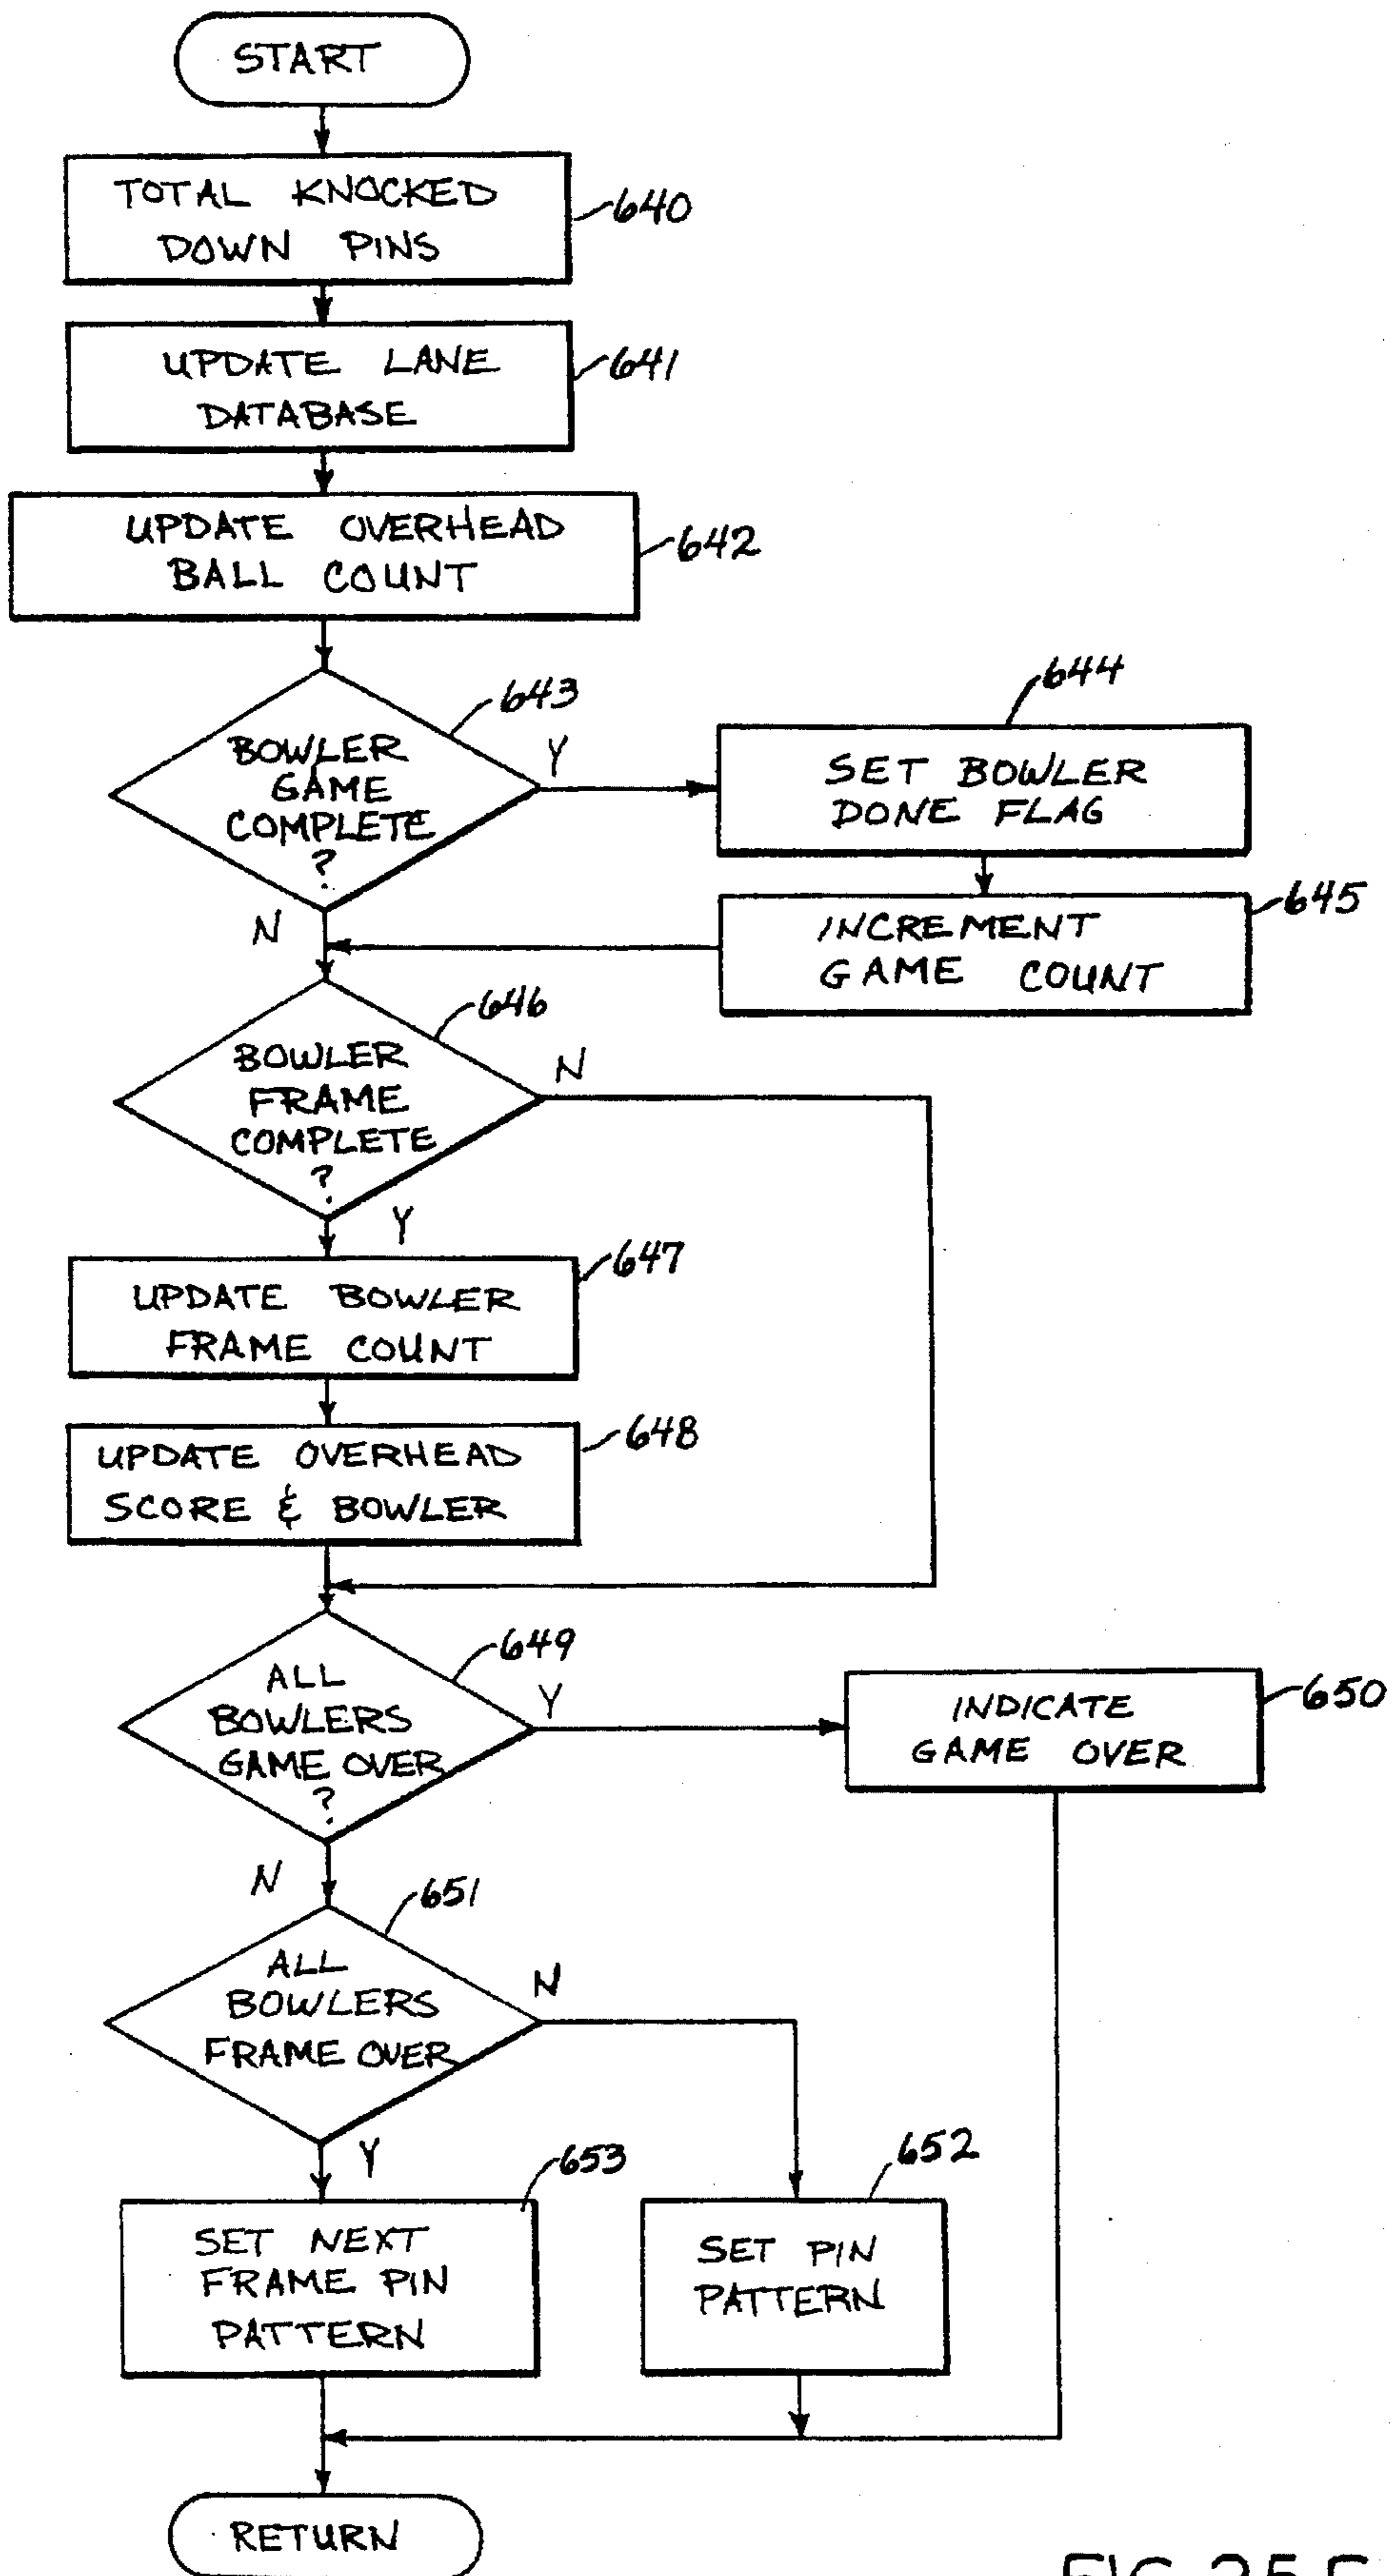 START
TOTAL KNOCKED
DOWN PINS
640
UPDATE LANE
DATABASE
641
UPDATE OVERHEAD
BALL COUNT
642
643
BOWLER
GAME
COMPLETE
?
Y
N
644
SET BOWLER
DONE FLAG
645
INCREMENT
GAME COUNT
646
BOWLER
FRAME
COMPLETE
?
N
Y
647
UPDATE BOWLER
FRAME COUNT
648
UPDATE OVERHEAD
SCORE & BOWLER
649
ALL
BOWLERS
GAME OVER
?
Y
N
650
INDICATE
GAME OVER
651
ALL
BOWLERS
FRAME OVER
N
Y
653
SET NEXT
FRAME PIN
PATTERN
652
SET PIN
PATTERN
RETURN